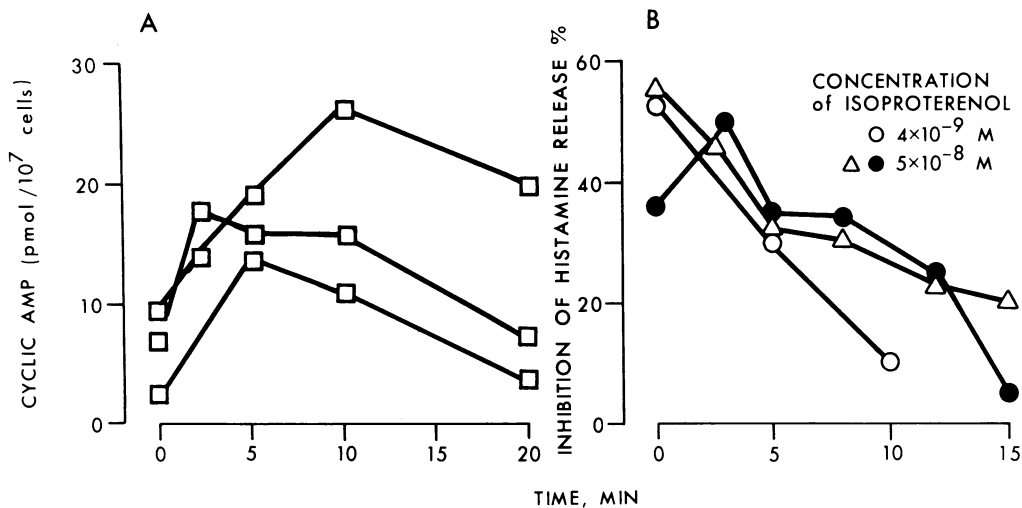 A
CYCLIC AMP (pmol/10⁷ cells)
30
20
10
0
0 5 10 15 20
B
INHIBITION OF HISTAMINE RELEASE %
60
40
20
0
CONCENTRATION
of ISOPROTERENOL
4×10⁻⁹ M
5×10⁻⁸ M
0 5 10 15
TIME, MIN